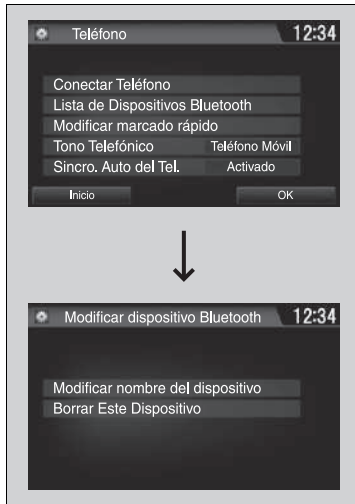 Teléfono 12:34
Conectar Teléfono
Lista de Dispositivos Bluetooth
Modificar marcado rápido
Tono Telefónico Teléfono Móvil
Sincro. Auto del Tel. Activado
Inicio OK
Modificar dispositivo Bluetooth 12:34
Modificar nombre del dispositivo
Borrar Este Dispositivo